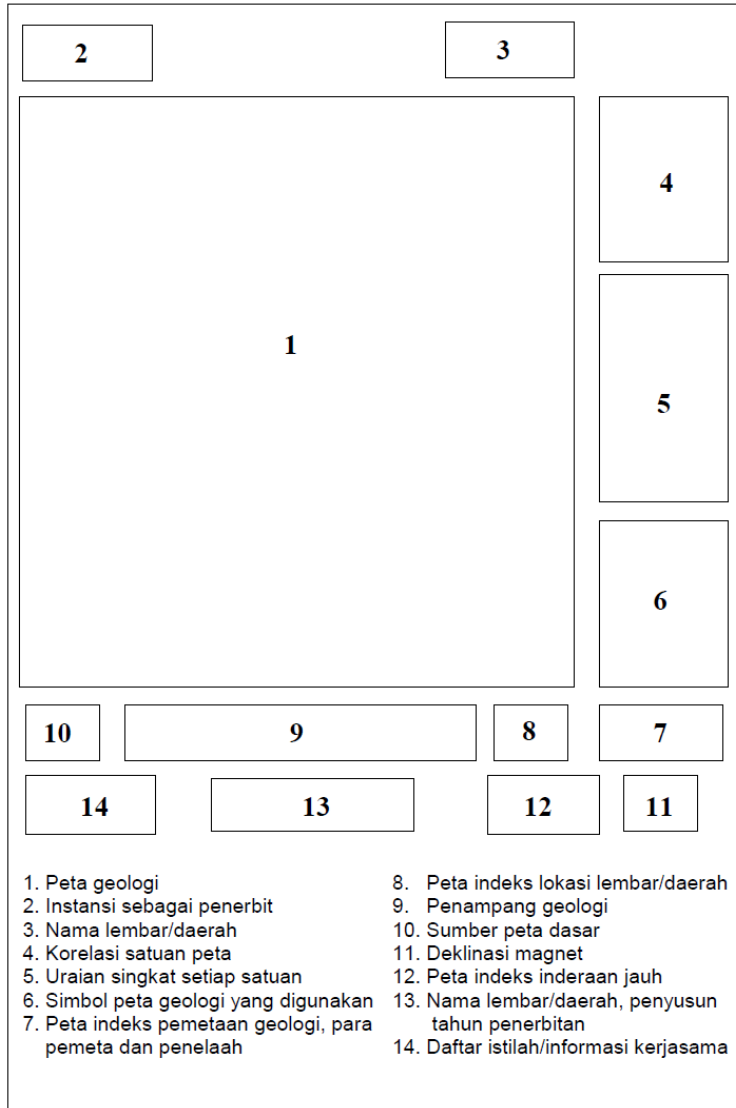 2
3
4
1
5
6
10
9
8
7
14
13
12
11
1. Peta geologi
2. Instansi sebagai penerbit
3. Nama lembar/daerah
4. Korelasi satuan peta
5. Uraian singkat setiap satuan
6. Simbol peta geologi yang digunakan
7. Peta indeks pemetaan geologi, para
pemeta dan penelaah
8. Peta indeks lokasi lembar/daerah
9. Penampang geologi
10. Sumber peta dasar
11. Deklinasi magnet
12. Peta indeks inderaan jauh
13. Nama lembar/daerah, penyusun
tahun penerbitan
14. Daftar istilah/informasi kerjasama